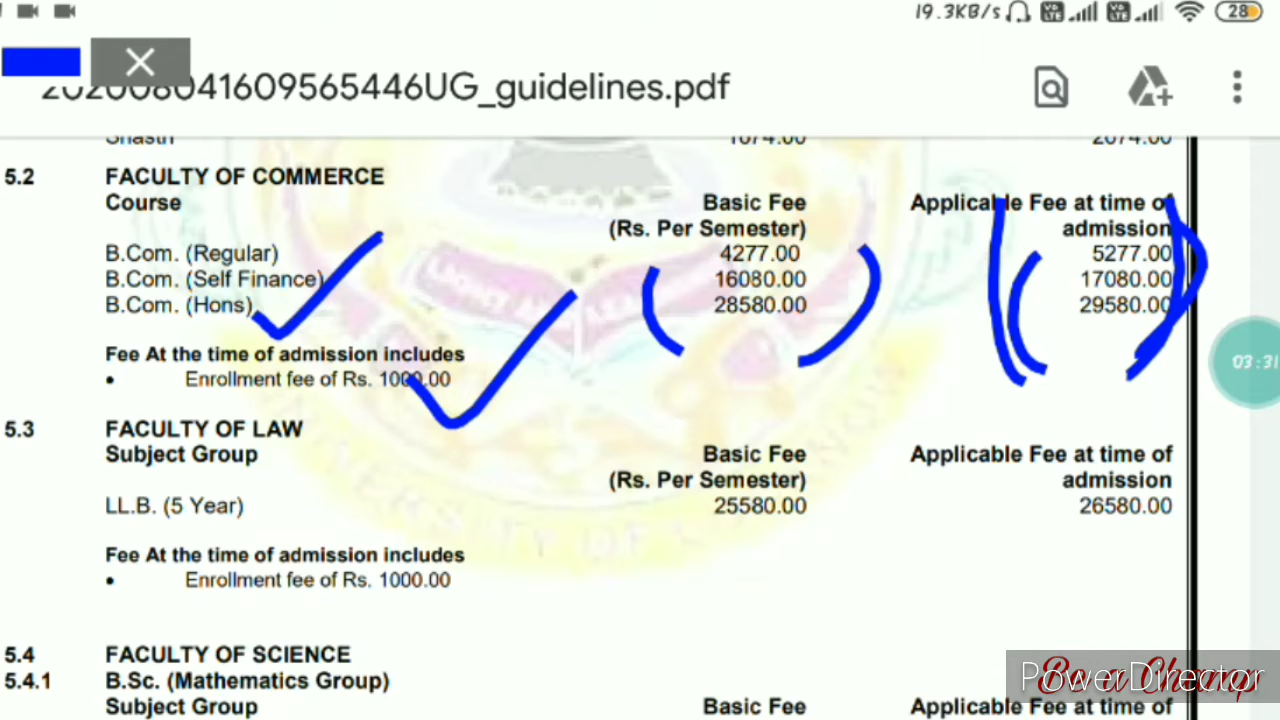 19.3KB/s
28
041609565446UG_guidelines.pdf
Shastri 1674.00 2674.00
5.2 FACULTY OF COMMERCE
Course Basic Fee Applicable Fee at time of
(Rs. Per Semester) admission
B.Com. (Regular) 4277.00 5277.00
B.Com. (Self Finance) 16080.00 17080.00
B.Com. (Hons) 28580.00 29580.00
Fee At the time of admission includes
• Enrollment fee of Rs. 1000.00
03:31
5.3 FACULTY OF LAW
Subject Group Basic Fee Applicable Fee at time of
(Rs. Per Semester) admission
LL.B. (5 Year) 25580.00 26580.00
Fee At the time of admission includes
• Enrollment fee of Rs. 1000.00
5.4 FACULTY OF SCIENCE
5.4.1 B.Sc. (Mathematics Group)
Subject Group Basic Fee Applicable Fee at time of
Be a Champ
PowerDirector